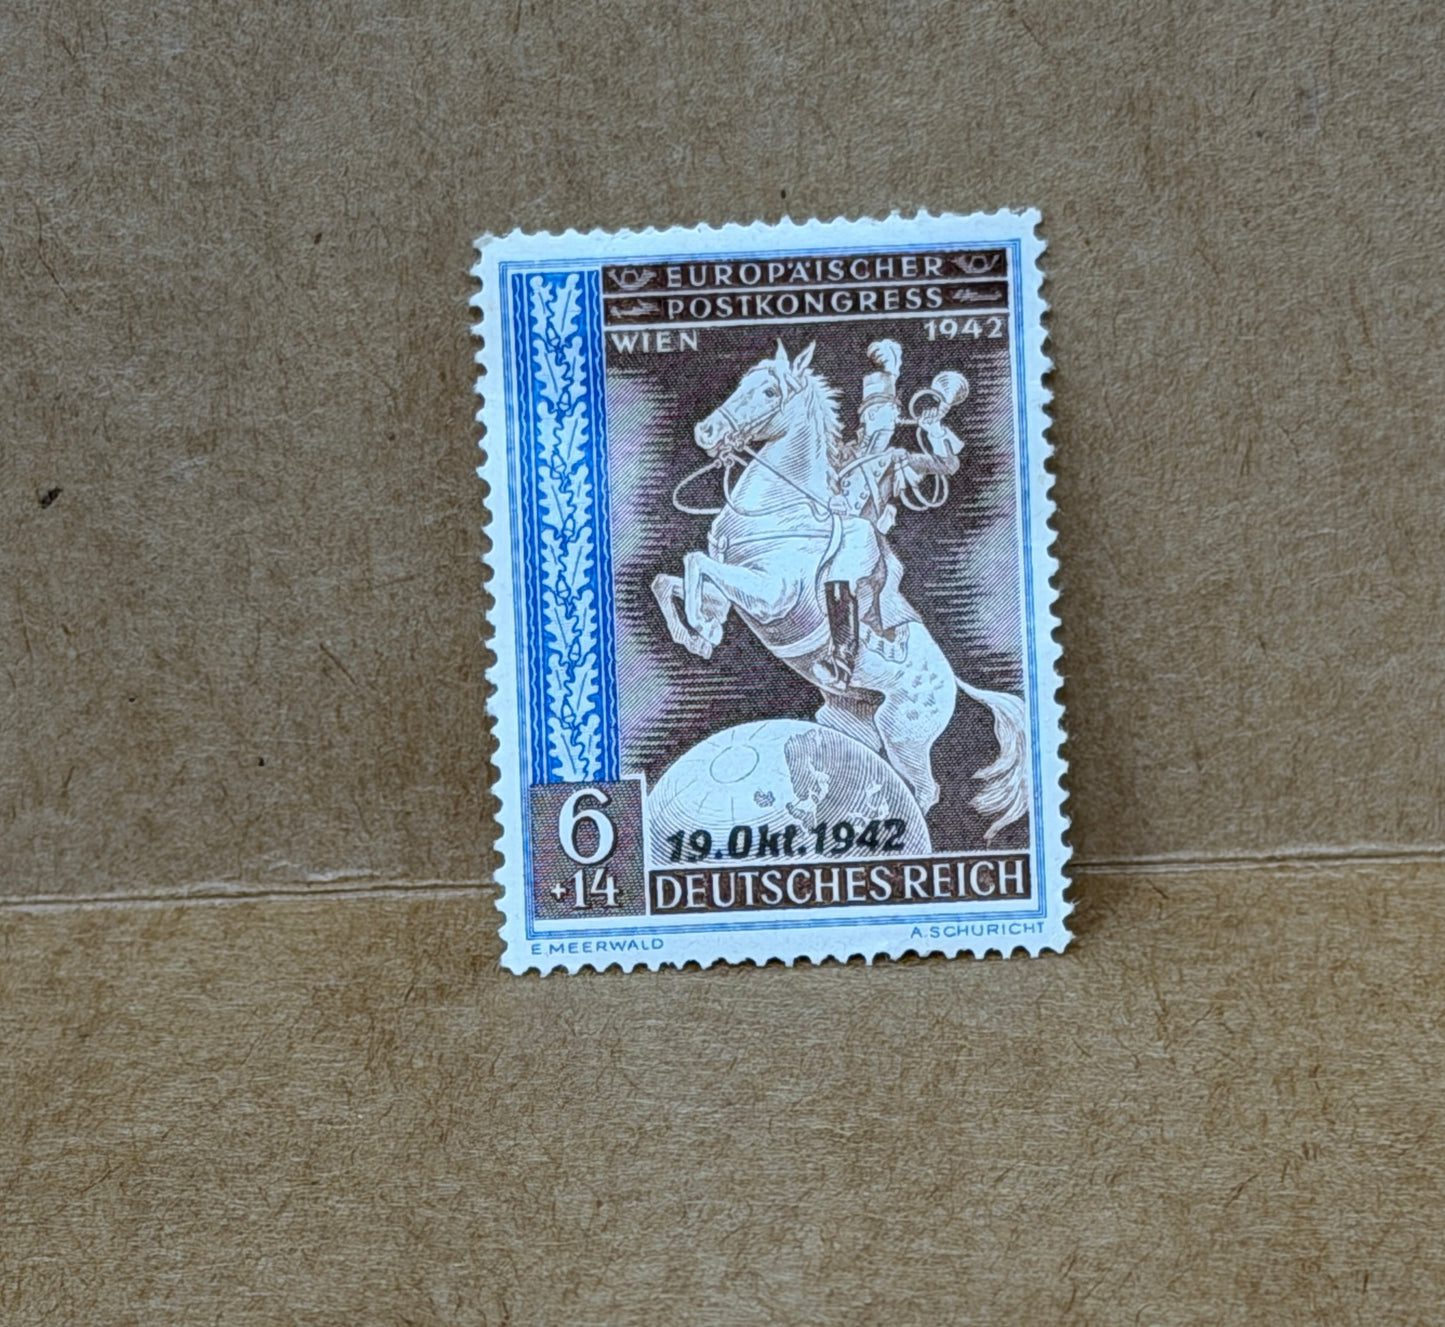 EUROPÄISCHER
POSTKONGRESS
WIEN 1942
19.Okt.1942
6
+14
DEUTSCHES REICH
E.MEERWALD A.SCHURICHT